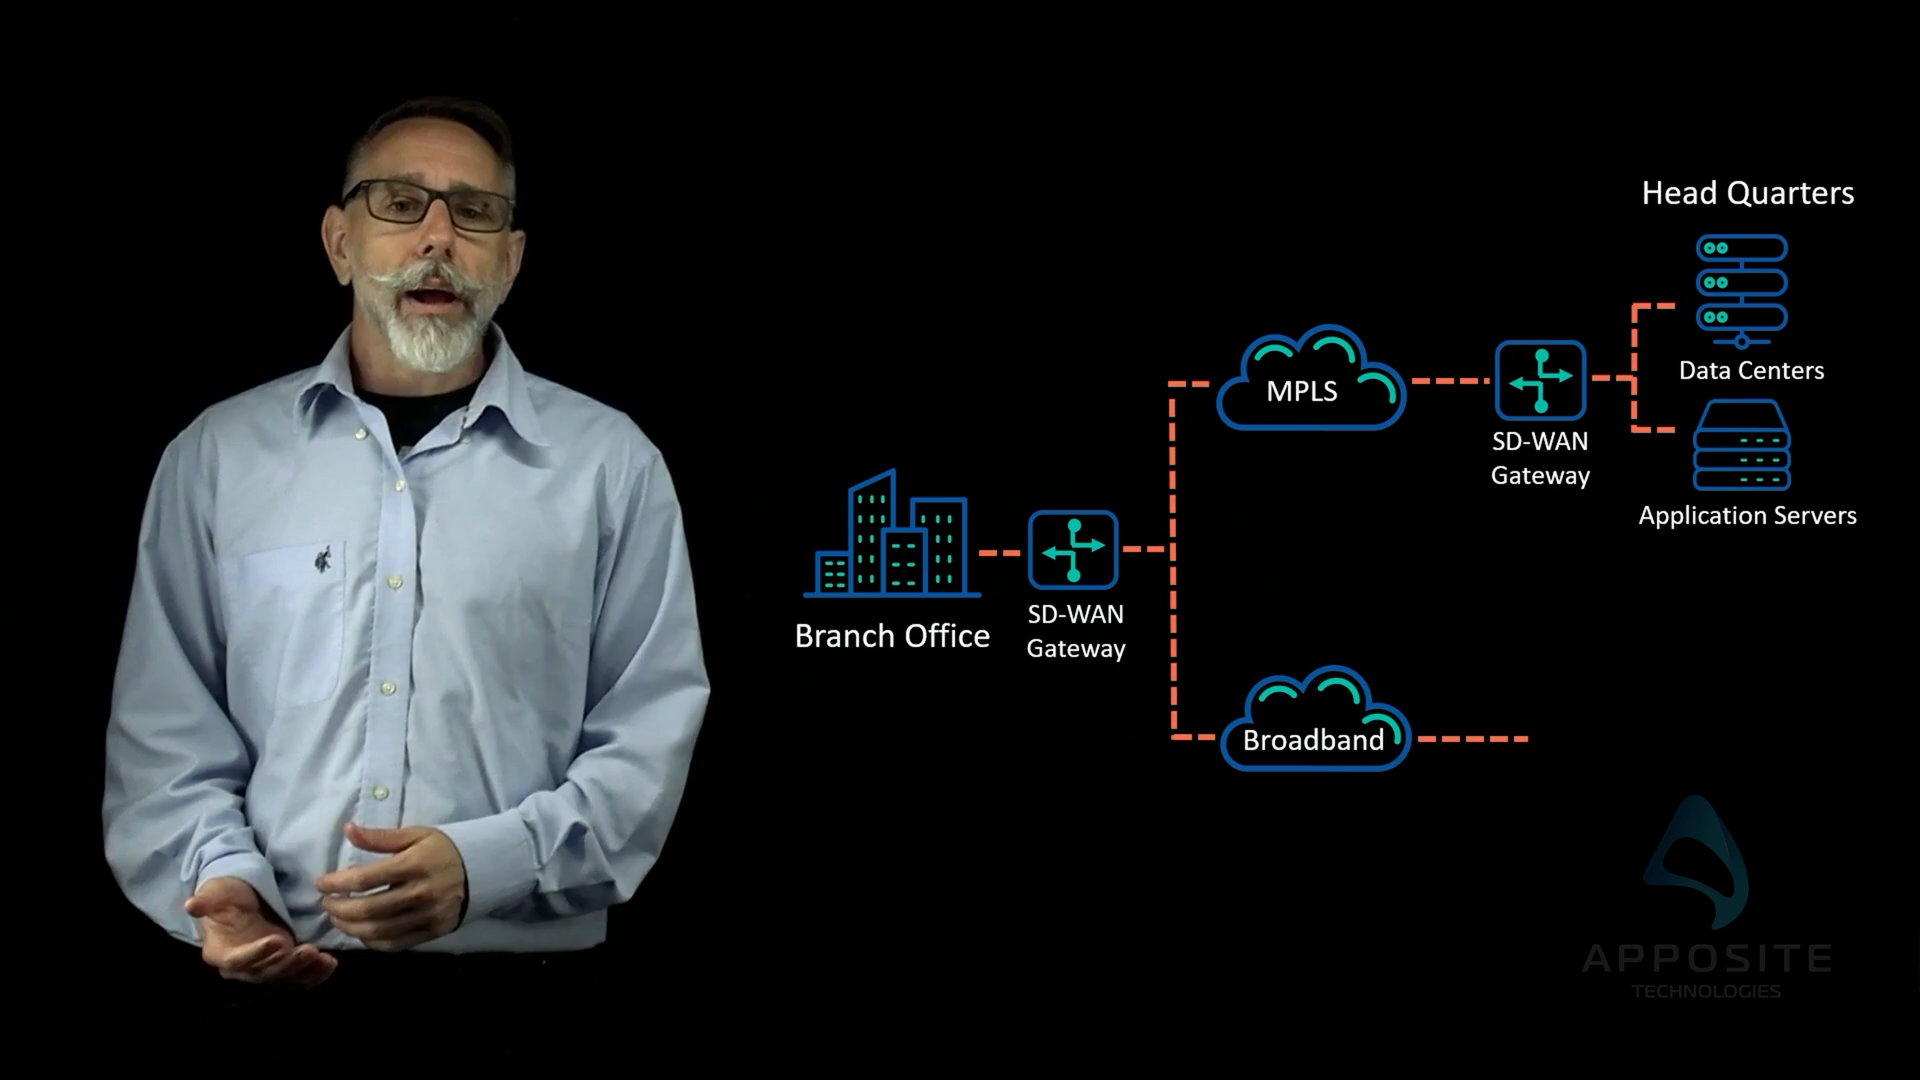 Head Quarters
Data Centers
MPLS
SD-WAN
Gateway
Application Servers
SD-WAN
Gateway
Branch Office
Broadband
APPOSITE
TECHNOLOGIES